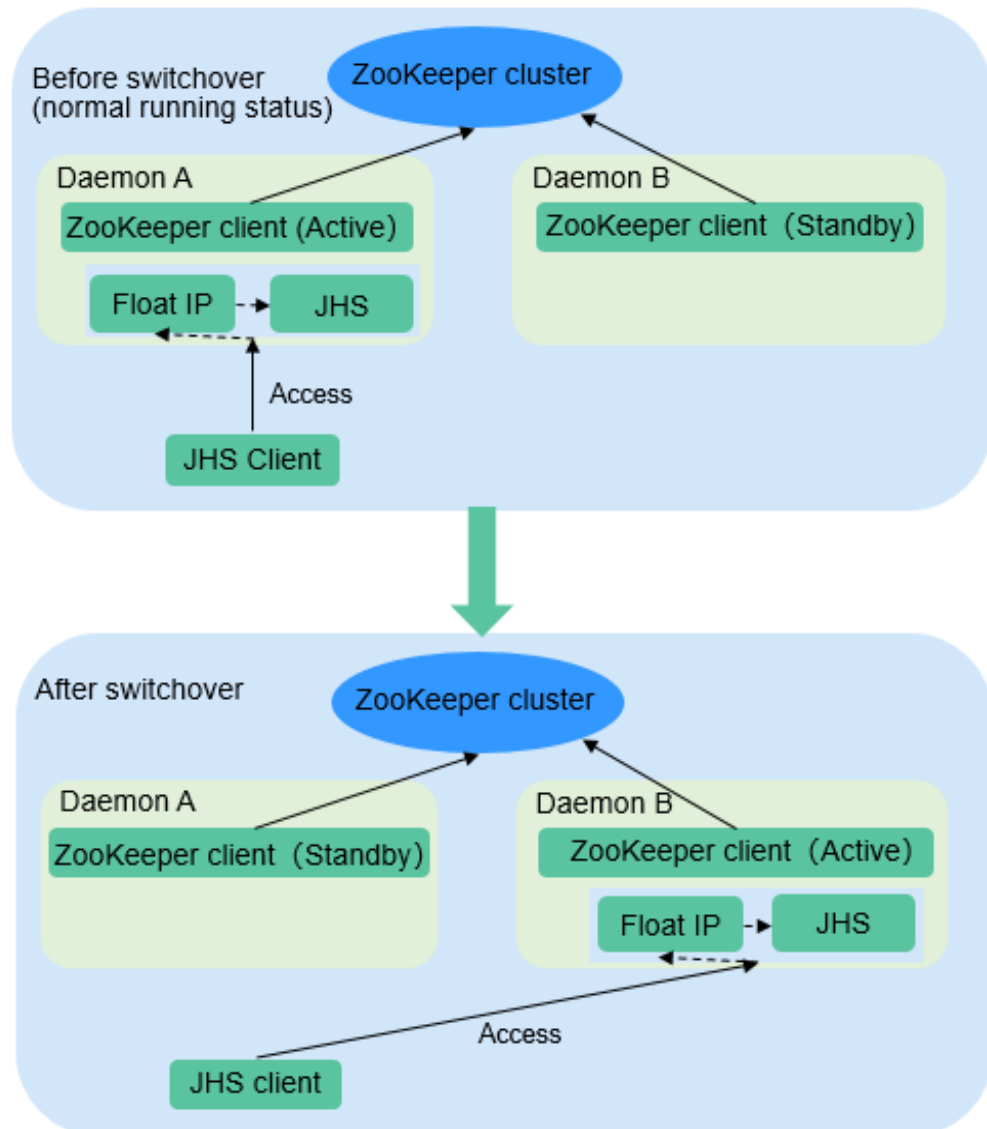 ZooKeeper cluster
Before switchover
(normal running status)
Daemon A
Daemon B
ZooKeeper client (Active）
ZooKeeper client（Standby）
Float IP
JHS
Access
JHS Client
ZooKeeper cluster
After switchover
Daemon A
Daemon B
ZooKeeper client（Standby）
ZooKeeper client（Active）
Float IP
JHS
Access
JHS client